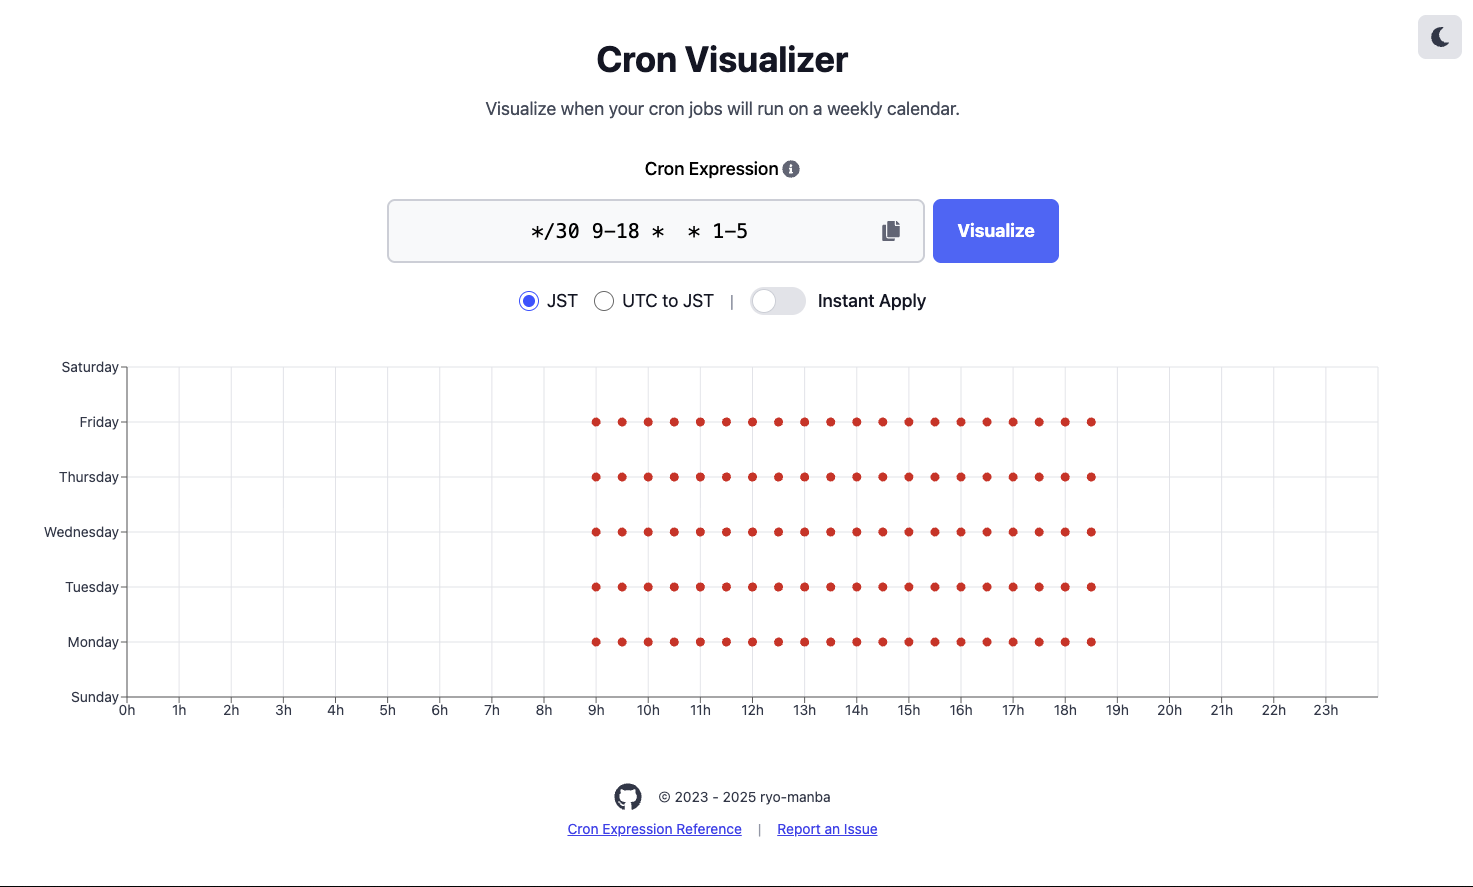 Cron Visualizer
Visualize when your cron jobs will run on a weekly calendar.
Cron Expression
*/30 9-18 *  * 1-5
Visualize
JST UTC to JST | Instant Apply
Saturday
Friday
Thursday
Wednesday
Tuesday
Monday
Sunday
0h 1h 2h 3h 4h 5h 6h 7h 8h 9h 10h 11h 12h 13h 14h 15h 16h 17h 18h 19h 20h 21h 22h 23h
© 2023 - 2025 ryo-manba
Cron Expression Reference | Report an Issue